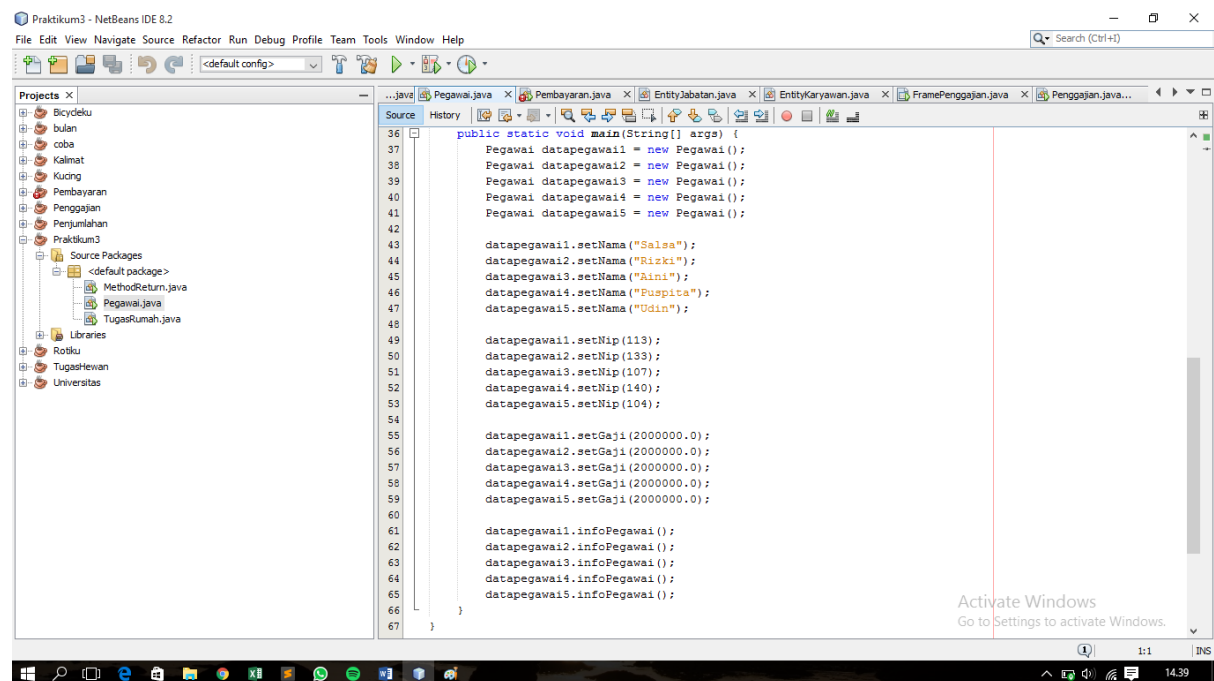 Praktikum3 - NetBeans IDE 8.2
File Edit View Navigate Source Refactor Run Debug Profile Team Tools Window Help
Search (Ctrl+I)
<default config>
Projects
...java Pegawai.java Pembayaran.java EntityJabatan.java EntityKaryawan.java FramePenggajian.java Penggajian.java...
Source History
Bicycleku
bulan
coba
Kalimat
Kucing
Pembayaran
Penggajian
Penjumlahan
Praktikum3
Source Packages
<default package>
MethodReturn.java
Pegawai.java
TugasRumah.java
Libraries
Rotiku
TugasHewan
Universitas
36 public static void main(String[] args) {
37 Pegawai datapegawai1 = new Pegawai();
38 Pegawai datapegawai2 = new Pegawai();
39 Pegawai datapegawai3 = new Pegawai();
40 Pegawai datapegawai4 = new Pegawai();
41 Pegawai datapegawai5 = new Pegawai();
42
43 datapegawai1.setNama("Salsa");
44 datapegawai2.setNama("Rizki");
45 datapegawai3.setNama("Aini");
46 datapegawai4.setNama("Puspita");
47 datapegawai5.setNama("Udin");
48
49 datapegawai1.setNip(113);
50 datapegawai2.setNip(133);
51 datapegawai3.setNip(107);
52 datapegawai4.setNip(140);
53 datapegawai5.setNip(104);
54
55 datapegawai1.setGaji(2000000.0);
56 datapegawai2.setGaji(2000000.0);
57 datapegawai3.setGaji(2000000.0);
58 datapegawai4.setGaji(2000000.0);
59 datapegawai5.setGaji(2000000.0);
60
61 datapegawai1.infoPegawai();
62 datapegawai2.infoPegawai();
63 datapegawai3.infoPegawai();
64 datapegawai4.infoPegawai();
65 datapegawai5.infoPegawai();
66 }
67 }
Activate Windows
Go to Settings to activate Windows.
1 1:1 INS
14.39